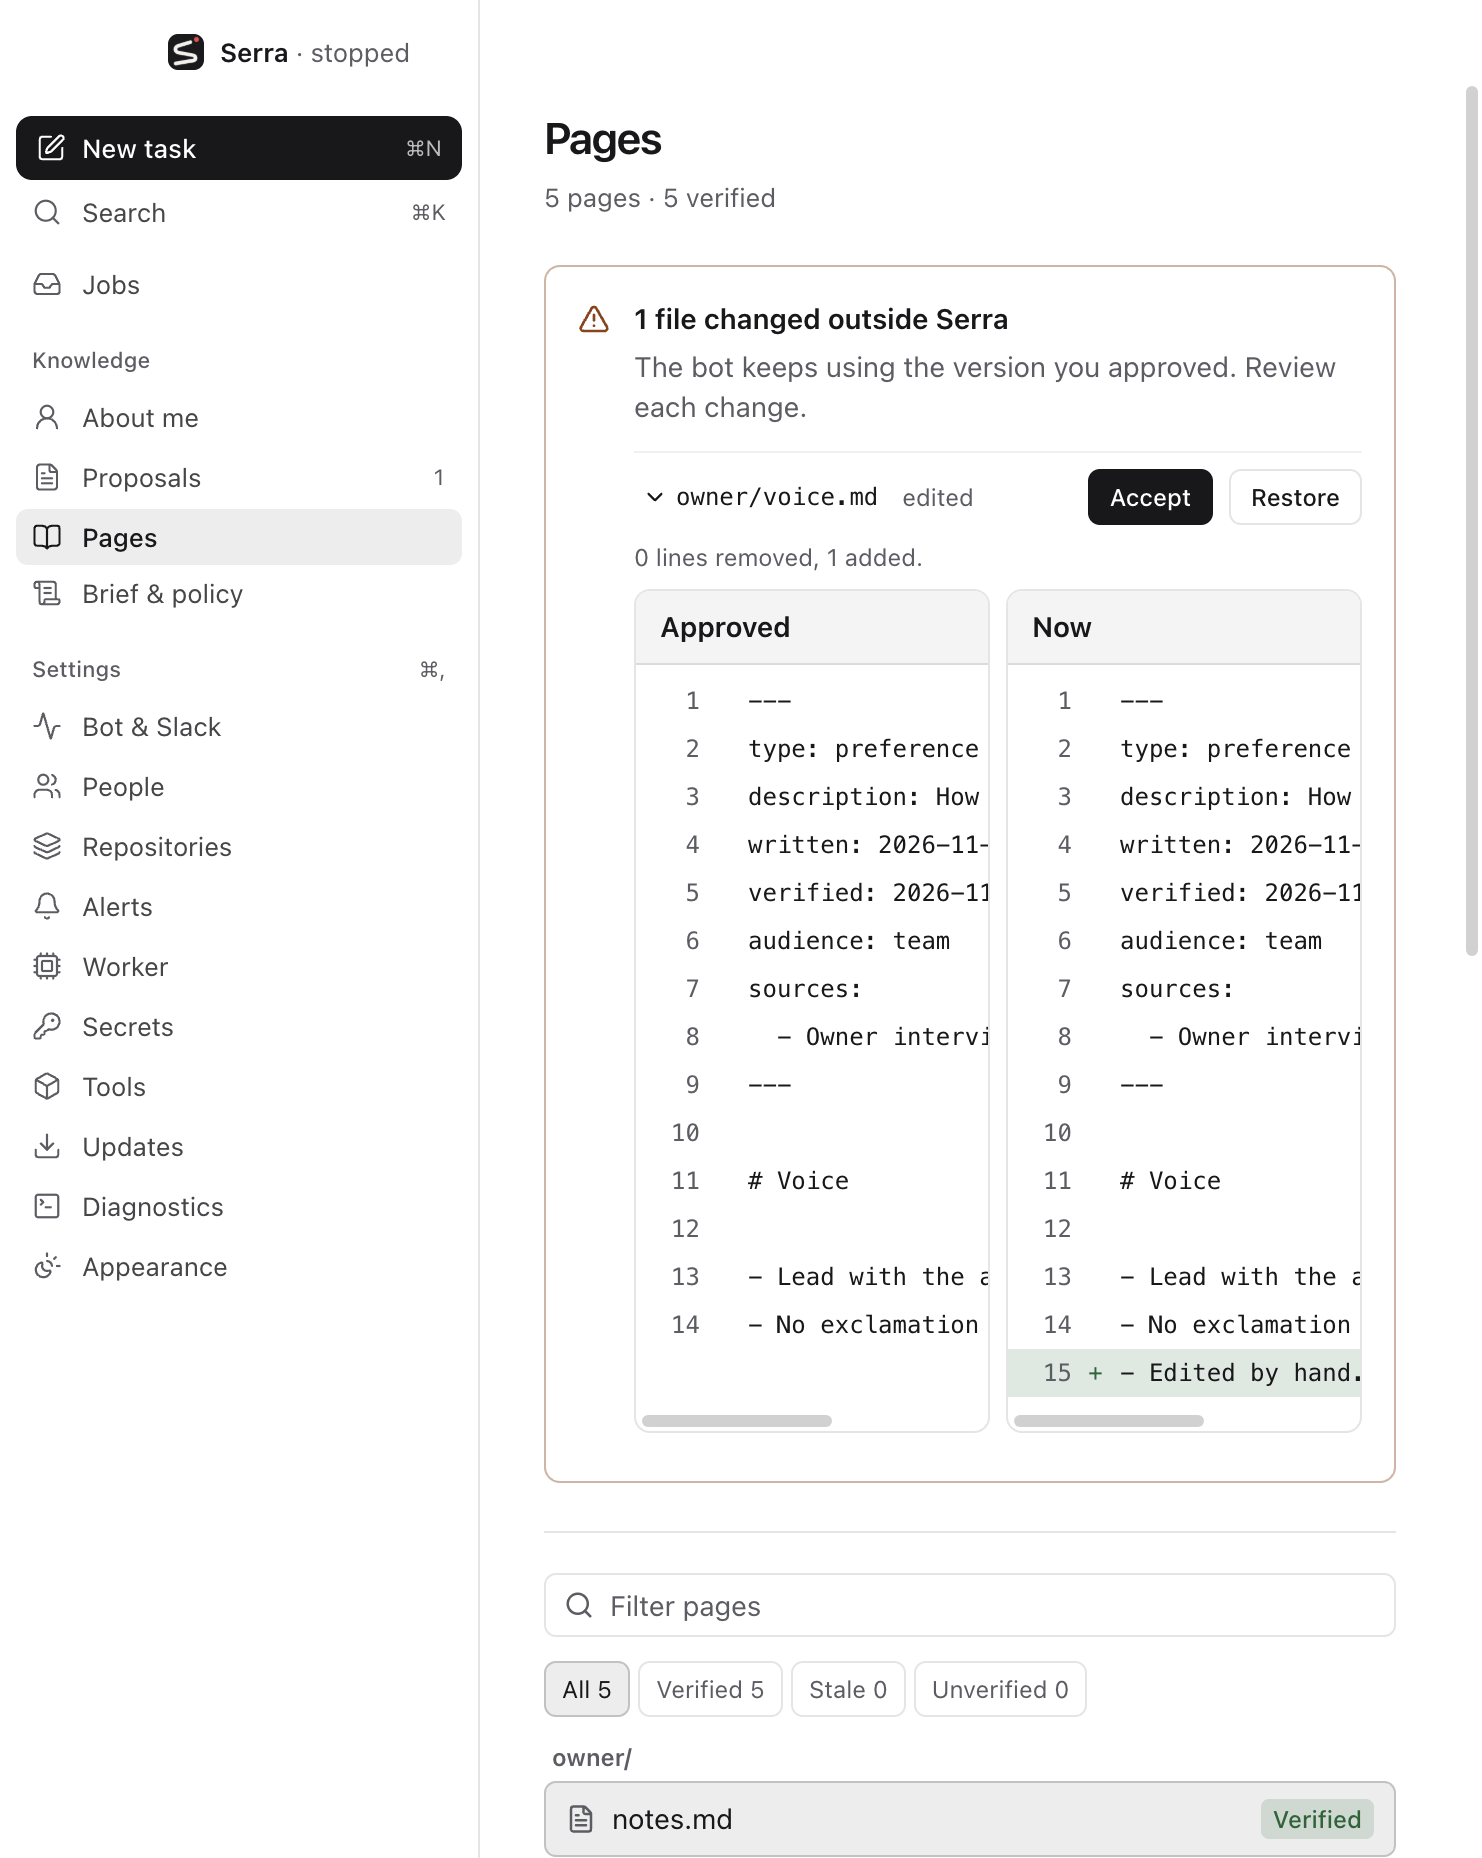 Serra · stopped
New task ⌘N
Search ⌘K
Jobs
Knowledge
About me
Proposals 1
Pages
Brief & policy
Settings ⌘,
Bot & Slack
People
Repositories
Alerts
Worker
Secrets
Tools
Updates
Diagnostics
Appearance
Pages
5 pages · 5 verified
1 file changed outside Serra
The bot keeps using the version you approved. Review
each change.
owner/voice.md edited Accept Restore
0 lines removed, 1 added.
Approved
1 ---
2 type: preference
3 description: How
4 written: 2026-11-
5 verified: 2026-11
6 audience: team
7 sources:
8 - Owner intervi
9 ---
10
11 # Voice
12
13 - Lead with the a
14 - No exclamation
Now
1 ---
2 type: preference
3 description: How
4 written: 2026-11-
5 verified: 2026-11
6 audience: team
7 sources:
8 - Owner intervi
9 ---
10
11 # Voice
12
13 - Lead with the a
14 - No exclamation
15 + - Edited by hand.
Filter pages
All 5 Verified 5 Stale 0 Unverified 0
owner/
notes.md Verified